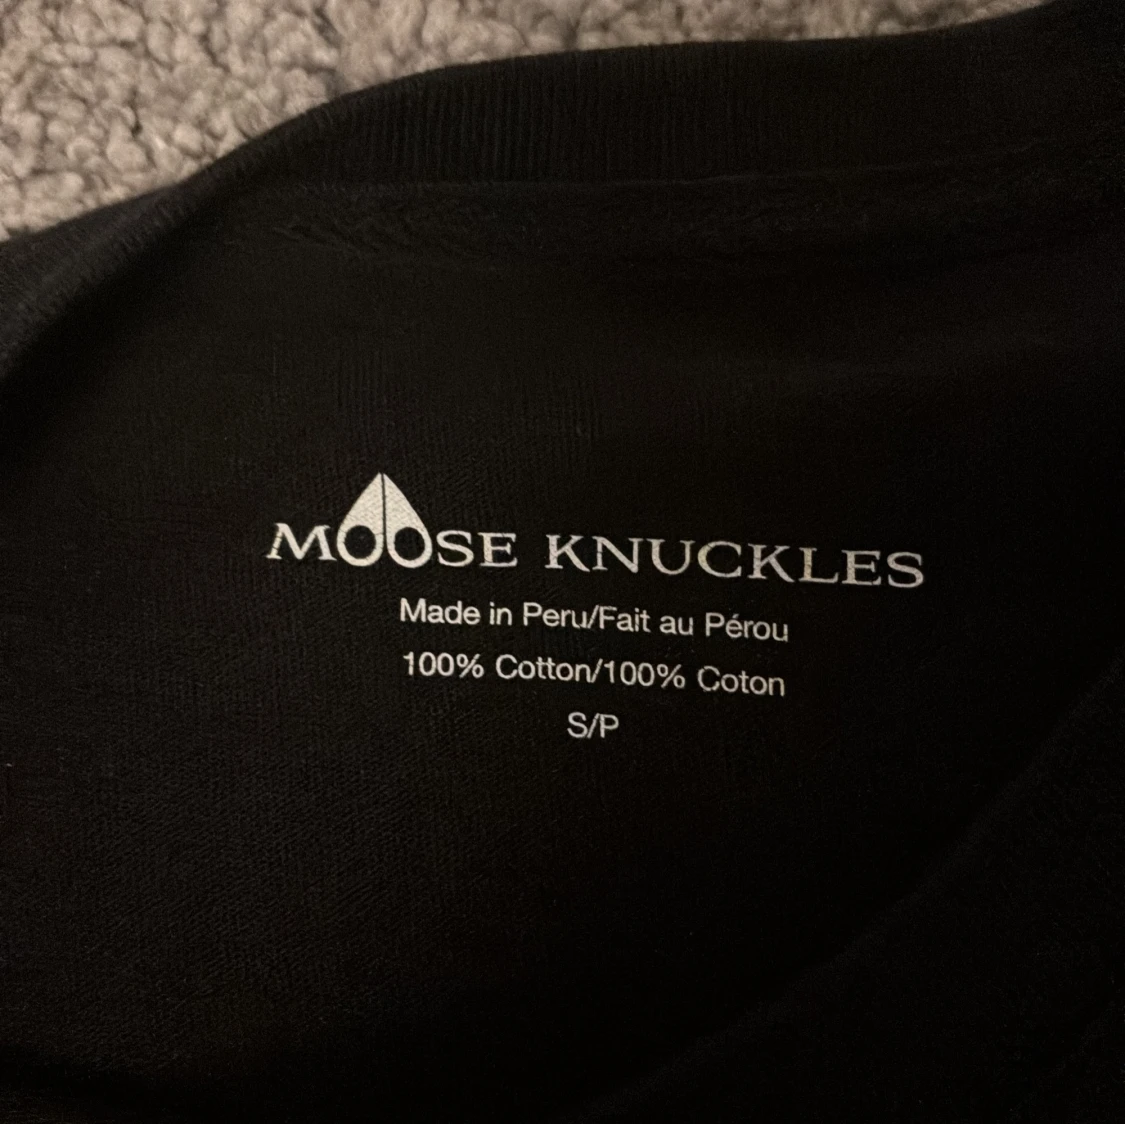 MOOSE KNUCKLES
Made in Peru/Fait au Pérou
100% Cotton/100% Coton
S/P